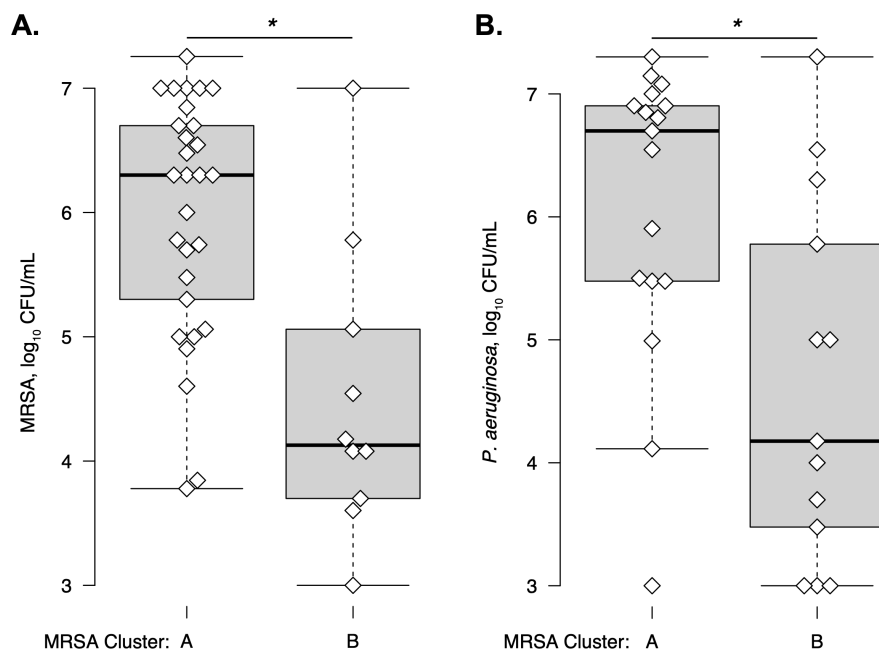 A.
*
7
6
5
4
3
MRSA, log₁₀ CFU/mL
MRSA Cluster: A B
B.
*
7
6
5
4
3
P. aeruginosa, log₁₀ CFU/mL
MRSA Cluster: A B